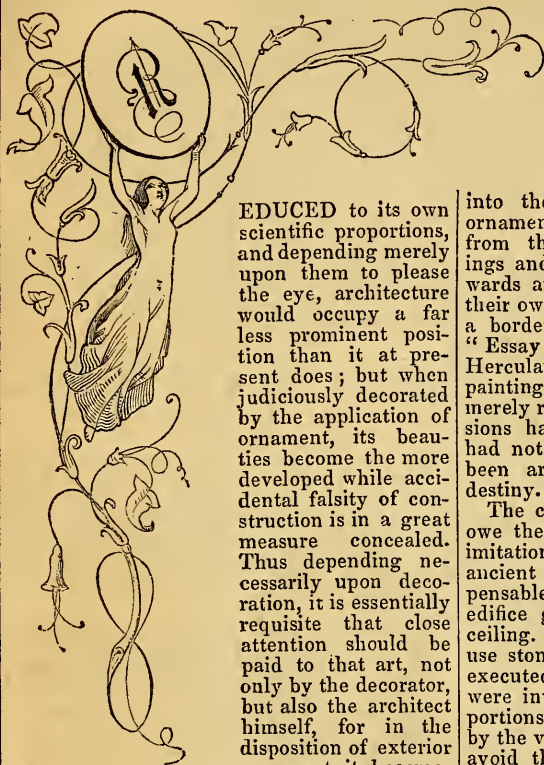 R
EDUCED to its own
scientific proportions,
and depending merely
upon them to please
the eye, architecture
would occupy a far
less prominent posi-
tion than it at pre-
sent does; but when
judiciously decorated
by the application of
ornament, its beau-
ties become the more
developed while acci-
dental falsity of con-
struction is in a great
measure concealed.
Thus depending ne-
cessarily upon deco-
ration, it is essentially
requisite that close
attention should be
paid to that art, not
only by the decorator,
but also the architect
himself, for in the
disposition of exterior
into the
ornamen
from th
ings and
wards a
their ow
a borde
“ Essay
Hercula
painting
merely r
sions ha
had not
been ar
destiny.
The c
owe the
imitation
ancient
pensable
edifice g
ceiling.
use ston
executed
were in
portions
by the v
avoid th